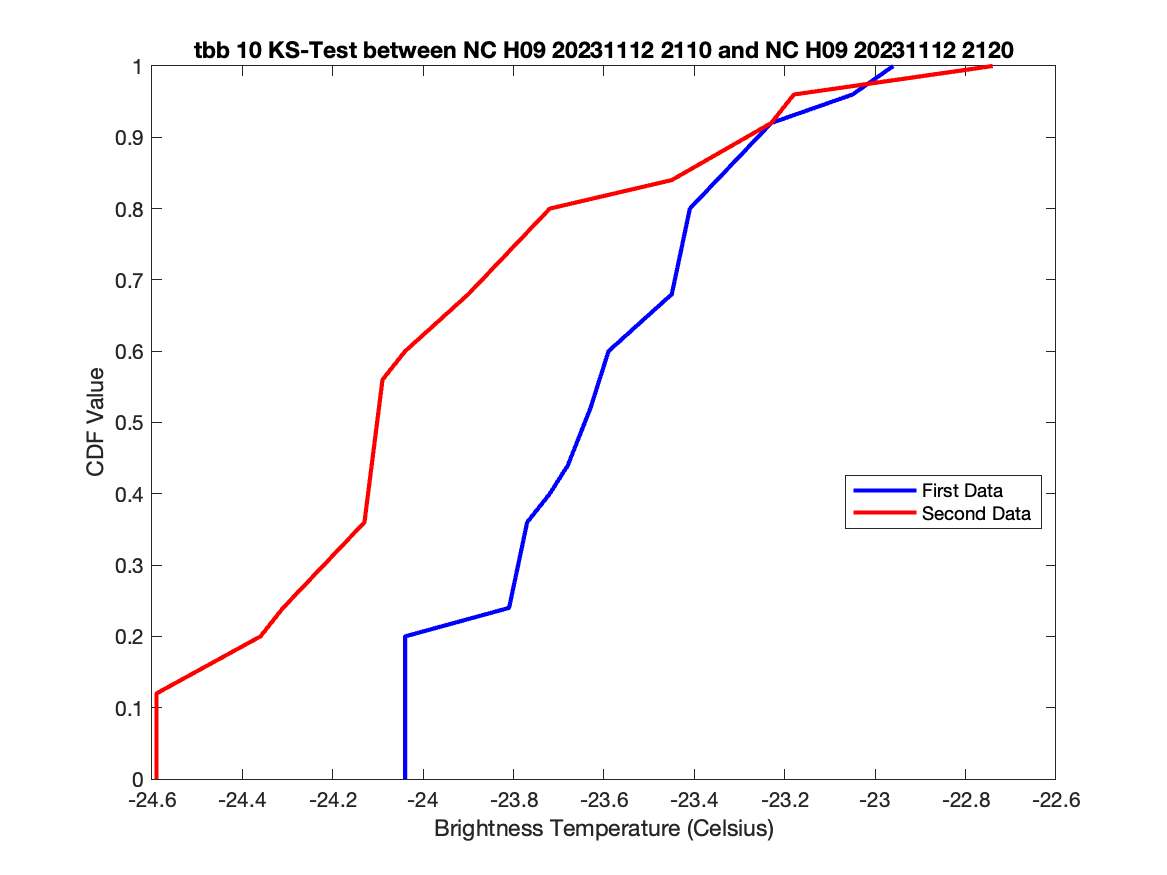 tbb 10 KS-Test between NC H09 20231112 2110 and NC H09 20231112 2120
1
0.9
0.8
0.7
0.6
0.5
0.4
0.3
0.2
0.1
0
CDF Value
First Data
Second Data
-24.6 -24.4 -24.2 -24 -23.8 -23.6 -23.4 -23.2 -23 -22.8 -22.6
Brightness Temperature (Celsius)